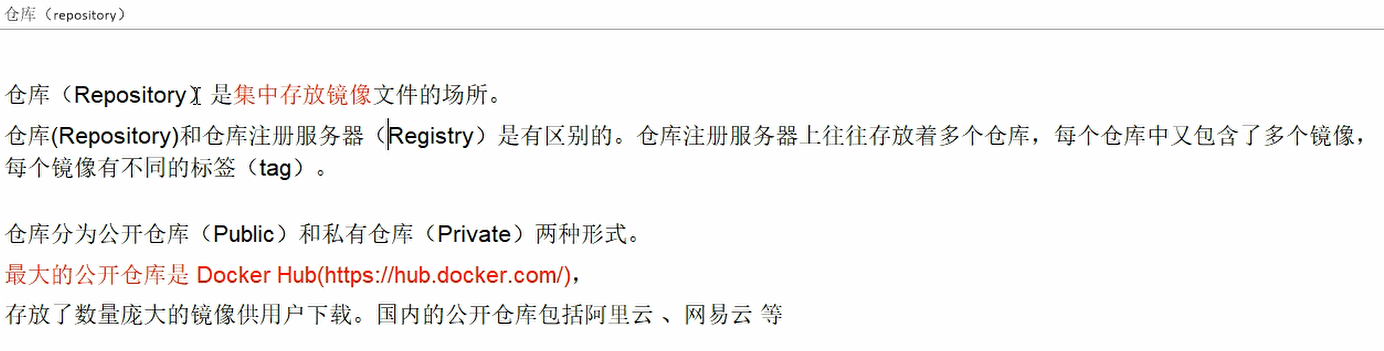 仓库（repository）
仓库（Repository）是集中存放镜像文件的场所。
仓库(Repository)和仓库注册服务器（Registry）是有区别的。仓库注册服务器上往往存放着多个仓库，每个仓库中又包含了多个镜像，
每个镜像有不同的标签（tag）。
仓库分为公开仓库（Public）和私有仓库（Private）两种形式。
最大的公开仓库是 Docker Hub(https://hub.docker.com/)，
存放了数量庞大的镜像供用户下载。国内的公开仓库包括阿里云 、网易云 等